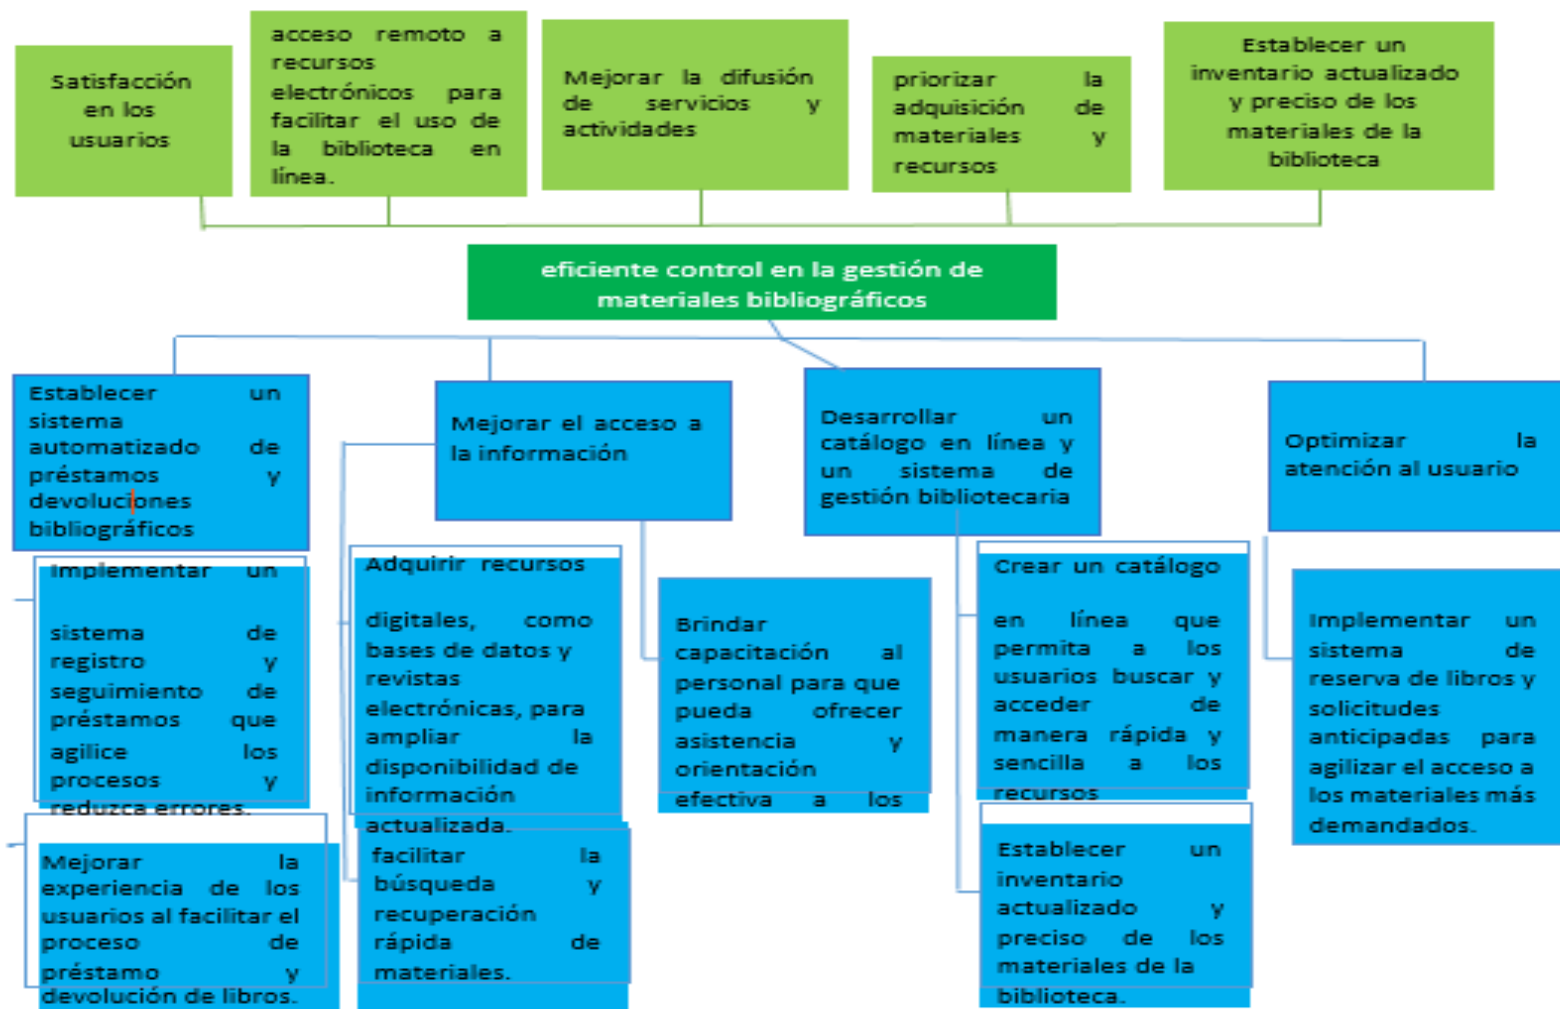 Satisfacción
en los
usuarios
acceso remoto a
recursos
electrónicos para
facilitar el uso de
la biblioteca en
línea.
Mejorar la difusión
de servicios y
actividades
priorizar la
adquisición de
materiales y
recursos
Establecer un
inventario actualizado
y preciso de los
materiales de la
biblioteca
eficiente control en la gestión de
materiales bibliográficos
Establecer un
sistema
automatizado de
préstamos y
devoluciones
bibliográficos
Mejorar el acceso a
la información
Desarrollar un
catálogo en línea y
un sistema de
gestión bibliotecaria
Optimizar la
atención al usuario
Implementar un
sistema de
registro y
seguimiento de
préstamos que
agilice los
procesos y
reduzca errores.
Mejorar la
experiencia de los
usuarios al facilitar el
proceso de
préstamo y
devolución de libros.
Adquirir recursos
digitales, como
bases de datos y
revistas
electrónicas, para
ampliar la
disponibilidad de
información
actualizada.
facilitar la
búsqueda y
recuperación
rápida de
materiales.
Brindar
capacitación al
personal para que
pueda ofrecer
asistencia y
orientación
efectiva a los
Crear un catálogo
en línea que
permita a los
usuarios buscar y
acceder de
manera rápida y
sencilla a los
recursos
Establecer un
inventario
actualizado y
preciso de los
materiales de la
biblioteca.
Implementar un
sistema de
reserva de libros y
solicitudes
anticipadas para
agilizar el acceso a
los materiales más
demandados.